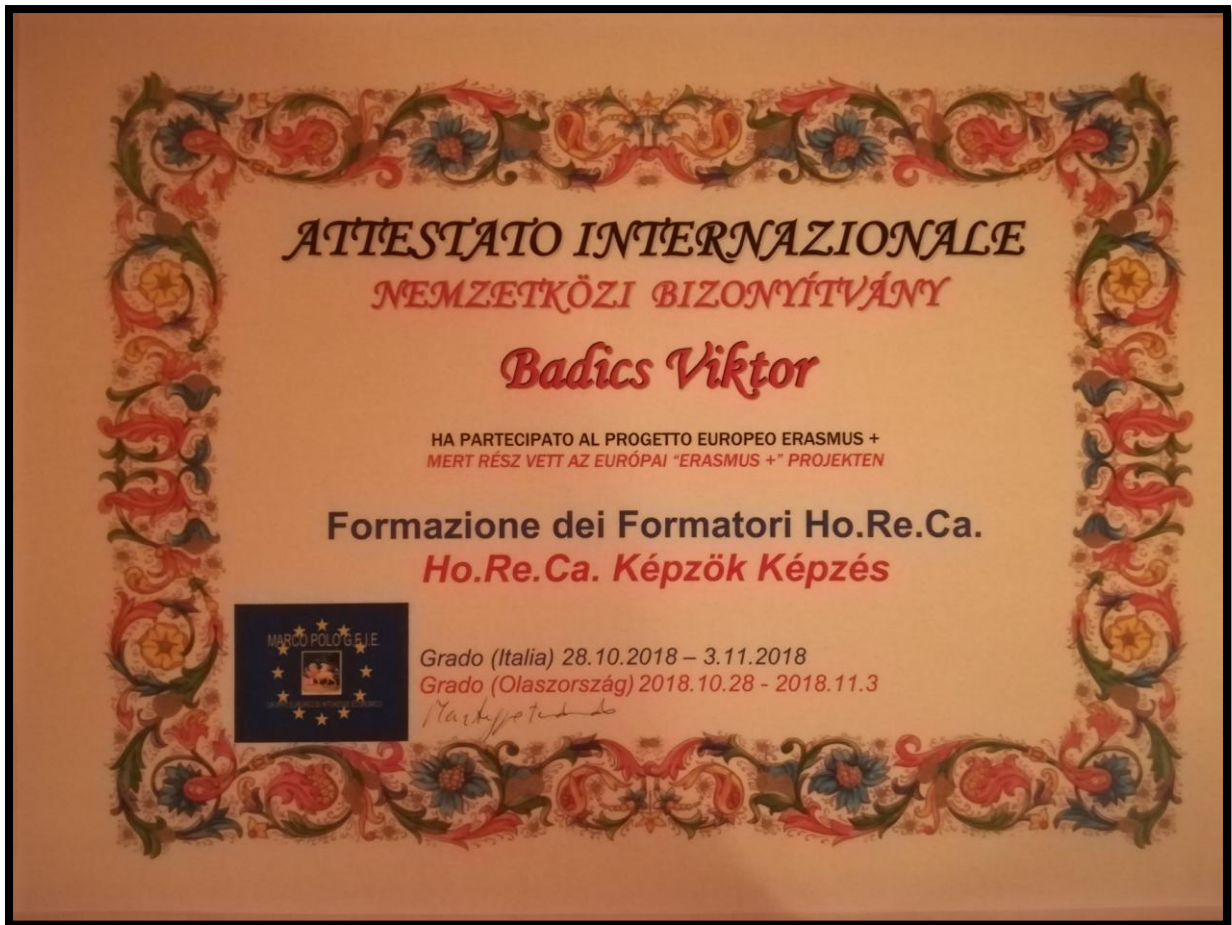 ATTESTATO INTERNAZIONALE
NEMZETKÖZI BIZONYÍTVÁNY
Badics Viktor
HA PARTECIPATO AL PROGETTO EUROPEO ERASMUS +
MERT RÉSZ VETT AZ EURÓPAI "ERASMUS +" PROJEKTEN
Formazione dei Formatori Ho.Re.Ca.
Ho.Re.Ca. Képzök Képzés
MARCO POLO G.E.I.E.
Grado (Italia) 28.10.2018 – 3.11.2018
Grado (Olaszország) 2018.10.28 - 2018.11.3